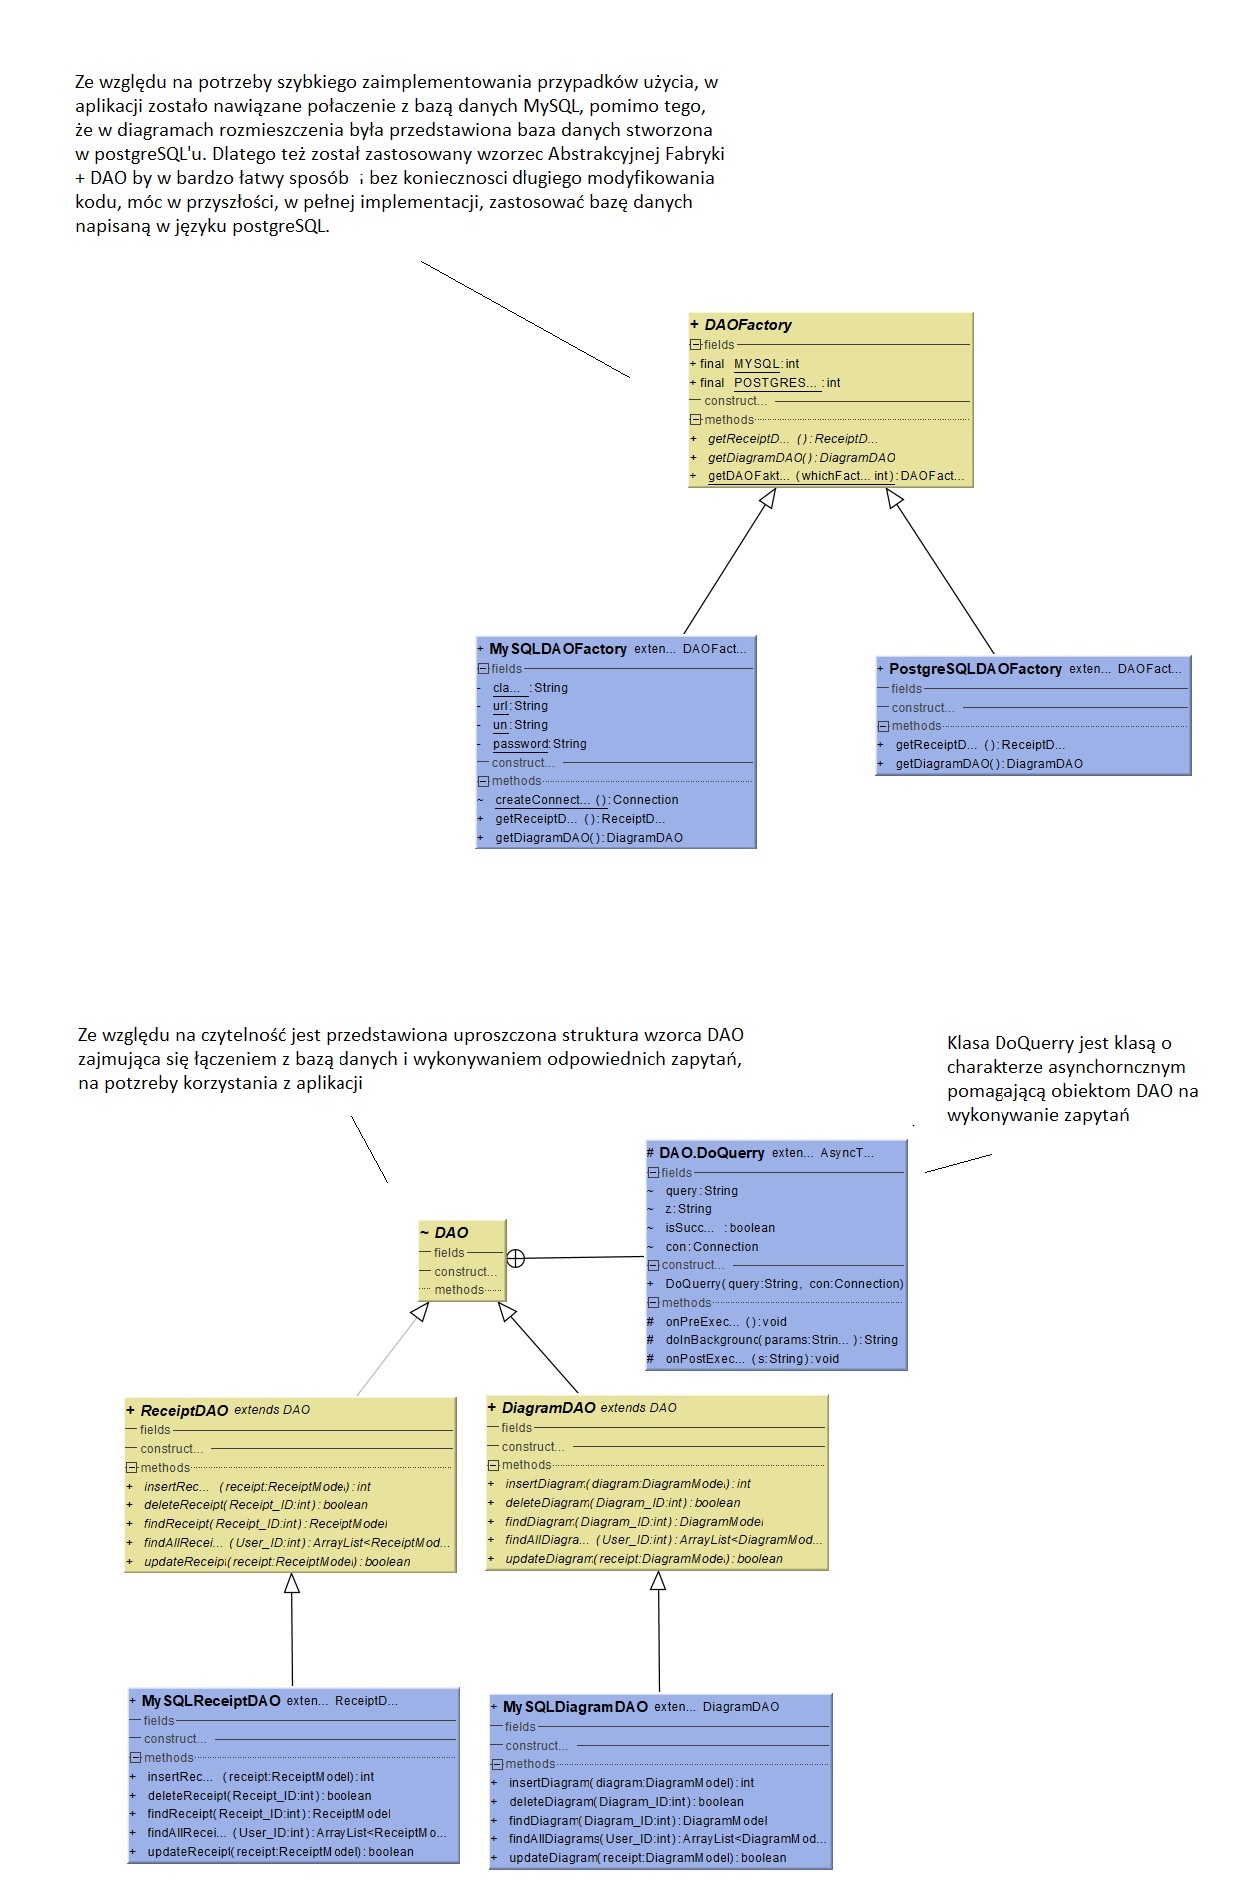 Ze względu na potrzeby szybkiego zaimplementowania przypadków użycia, w
aplikacji zostało nawiązane połaczenie z bazą danych MySQL, pomimo tego,
że w diagramach rozmieszczenia była przedstawiona baza danych stworzona
w postgreSQL'u. Dlatego też został zastosowany wzorzec Abstrakcyjnej Fabryki
+ DAO by w bardzo łatwy sposób i bez koniecznosci długiego modyfikowania
kodu, móc w przyszłości, w pełnej implementacji, zastosować bazę danych
napisaną w języku postgreSQL.
+ DAOFactory
fields
+ final MYSQL:int
+ final POSTGRES... :int
construct...
methods
+ getReceiptD... ():ReceiptD...
+ getDiagramDAO():DiagramDAO
+ getDAOFakt... (whichFact... int):DAOFact...
+ MySQLDAOFactory exten... DAOFact...
fields
- cla... :String
- url:String
- un:String
- password:String
construct...
methods
~ createConnect... ():Connection
+ getReceiptD... ():ReceiptD...
+ getDiagramDAO():DiagramDAO
+ PostgreSQLDAOFactory exten... DAOFact...
fields
construct...
methods
+ getReceiptD... ():ReceiptD...
+ getDiagramDAO():DiagramDAO
Ze względu na czytelność jest przedstawiona uproszczona struktura wzorca DAO
zajmująca się łączeniem z bazą danych i wykonywaniem odpowiednich zapytań,
na potzreby korzystania z aplikacji
Klasa DoQuerry jest klasą o
charakterze asynchorncznym
pomagającą obiektom DAO na
wykonywanie zapytań
# DAO.DoQuerry exten... AsyncT...
fields
~ query:String
~ z:String
~ isSucc... :boolean
~ con:Connection
construct...
+ DoQuerry(query:String, con:Connection)
methods
# onPreExec... ():void
# doInBackground(params:Strin... ):String
# onPostExec... (s:String):void
~ DAO
fields
construct...
methods
+ ReceiptDAO extends DAO
fields
construct...
methods
+ insertRec... (receipt:ReceiptModel):int
+ deleteReceipt(Receipt_ID:int):boolean
+ findReceipt(Receipt_ID:int):ReceiptModel
+ findAllRecei... (User_ID:int):ArrayList<ReceiptMod...
+ updateReceipt(receipt:ReceiptModel):boolean
+ DiagramDAO extends DAO
fields
construct...
methods
+ insertDiagram(diagram:DiagramModel):int
+ deleteDiagram(Diagram_ID:int):boolean
+ findDiagram(Diagram_ID:int):DiagramModel
+ findAllDiagra... (User_ID:int):ArrayList<DiagramMod...
+ updateDiagram(receipt:DiagramModel):boolean
+ MySQLReceiptDAO exten... ReceiptD...
fields
construct...
methods
+ insertRec... (receipt:ReceiptModel):int
+ deleteReceipt(Receipt_ID:int):boolean
+ findReceipt(Receipt_ID:int):ReceiptModel
+ findAllRecei... (User_ID:int):ArrayList<ReceiptMo...
+ updateReceipt(receipt:ReceiptModel):boolean
+ MySQLDiagramDAO exten... DiagramDAO
fields
construct...
methods
+ insertDiagram(diagram:DiagramModel):int
+ deleteDiagram(Diagram_ID:int):boolean
+ findDiagram(Diagram_ID:int):DiagramModel
+ findAllDiagrams(User_ID:int):ArrayList<DiagramMod...
+ updateDiagram(receipt:DiagramModel):boolean